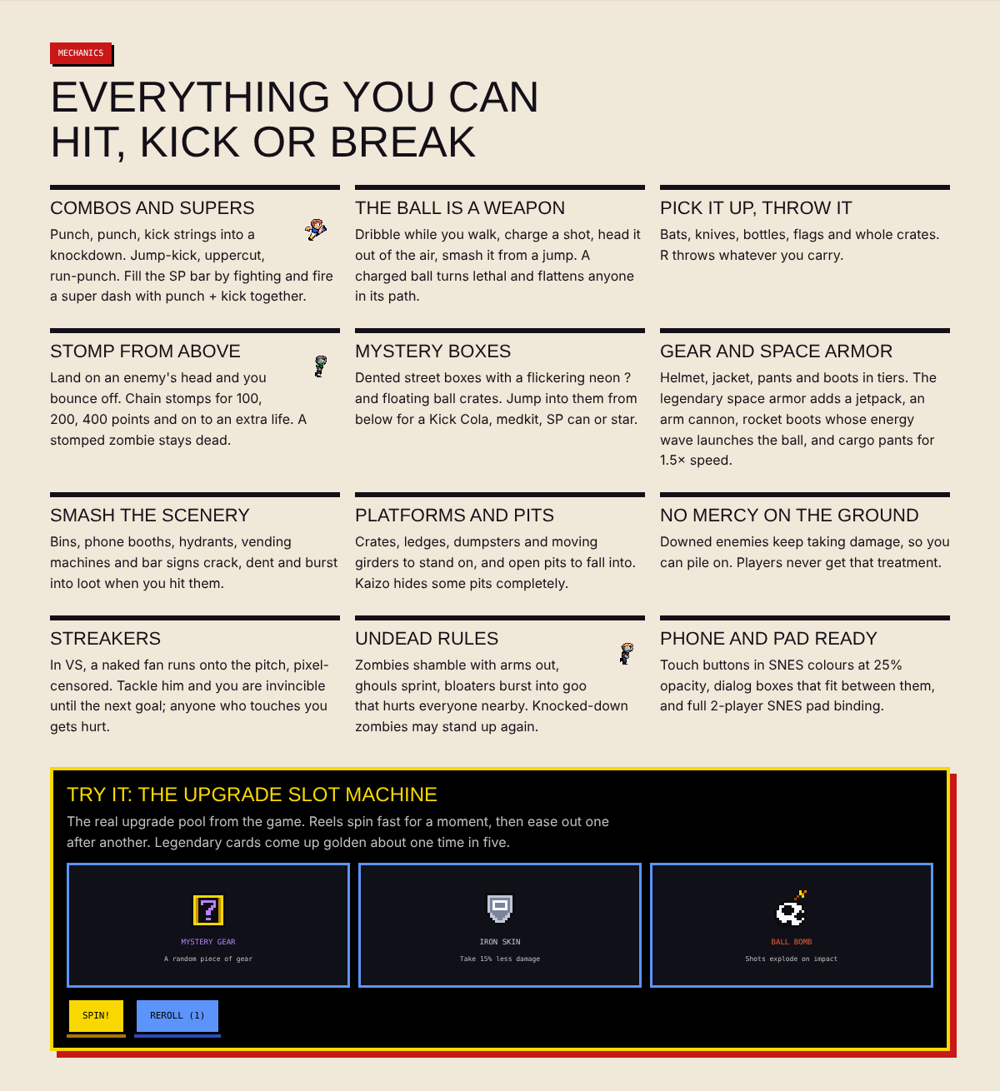 MECHANICS
EVERYTHING YOU CAN
HIT, KICK OR BREAK
COMBOS AND SUPERS
Punch, punch, kick strings into a
knockdown. Jump-kick, uppercut,
run-punch. Fill the SP bar by fighting and fire
a super dash with punch + kick together.
THE BALL IS A WEAPON
Dribble while you walk, charge a shot, head it
out of the air, smash it from a jump. A
charged ball turns lethal and flattens anyone
in its path.
PICK IT UP, THROW IT
Bats, knives, bottles, flags and whole crates.
R throws whatever you carry.
STOMP FROM ABOVE
Land on an enemy's head and you
bounce off. Chain stomps for 100,
200, 400 points and on to an extra life. A
stomped zombie stays dead.
MYSTERY BOXES
Dented street boxes with a flickering neon ?
and floating ball crates. Jump into them from
below for a Kick Cola, medkit, SP can or star.
GEAR AND SPACE ARMOR
Helmet, jacket, pants and boots in tiers. The
legendary space armor adds a jetpack, an
arm cannon, rocket boots whose energy
wave launches the ball, and cargo pants for
1.5× speed.
SMASH THE SCENERY
Bins, phone booths, hydrants, vending
machines and bar signs crack, dent and burst
into loot when you hit them.
PLATFORMS AND PITS
Crates, ledges, dumpsters and moving
girders to stand on, and open pits to fall into.
Kaizo hides some pits completely.
NO MERCY ON THE GROUND
Downed enemies keep taking damage, so you
can pile on. Players never get that treatment.
STREAKERS
In VS, a naked fan runs onto the pitch, pixel-
censored. Tackle him and you are invincible
until the next goal; anyone who touches you
gets hurt.
UNDEAD RULES
Zombies shamble with arms out,
ghouls sprint, bloaters burst into goo
that hurts everyone nearby. Knocked-down
zombies may stand up again.
PHONE AND PAD READY
Touch buttons in SNES colours at 25%
opacity, dialog boxes that fit between them,
and full 2-player SNES pad binding.
TRY IT: THE UPGRADE SLOT MACHINE
The real upgrade pool from the game. Reels spin fast for a moment, then ease out one
after another. Legendary cards come up golden about one time in five.
MYSTERY GEAR
A random piece of gear
IRON SKIN
Take 15% less damage
BALL BOMB
Shots explode on impact
SPIN!
REROLL (1)